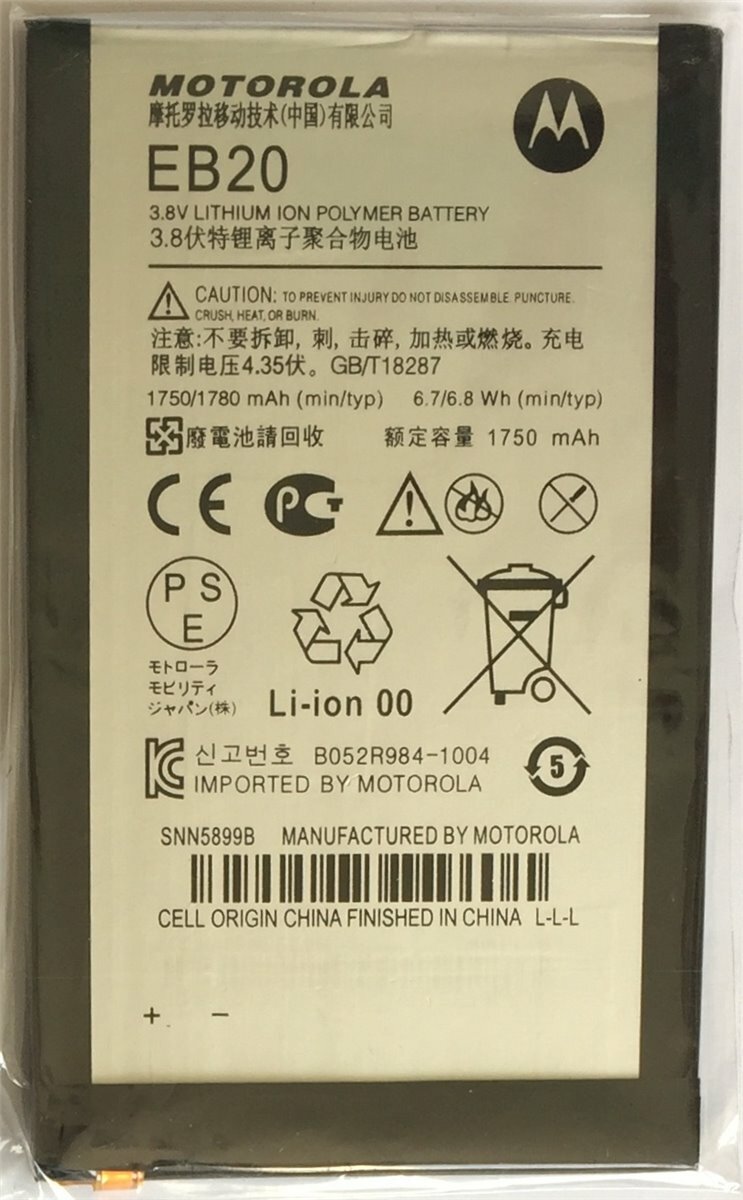 MOTOROLA
摩托罗拉移动技术(中国)有限公司
EB20
3.8V LITHIUM ION POLYMER BATTERY
3.8伏特锂离子聚合物电池
CAUTION: TO PREVENT INJURY DO NOT DISASSEMBLE. PUNCTURE.
CRUSH, HEAT, OR BURN.
注意:不要拆卸, 刺, 击碎, 加热或燃烧。充电
限制电压4.35伏。GB/T18287
1750/1780 mAh (min/typ) 6.7/6.8 Wh (min/typ)
廢電池請回收 额定容量 1750 mAh
CE PCT
PS
E
モトローラ
モビリティ
ジャパン(株)
Li-ion 00
신고번호 B052R984-1004
IMPORTED BY MOTOROLA
5
SNN5899B MANUFACTURED BY MOTOROLA
CELL ORIGIN CHINA FINISHED IN CHINA L-L-L
+ -